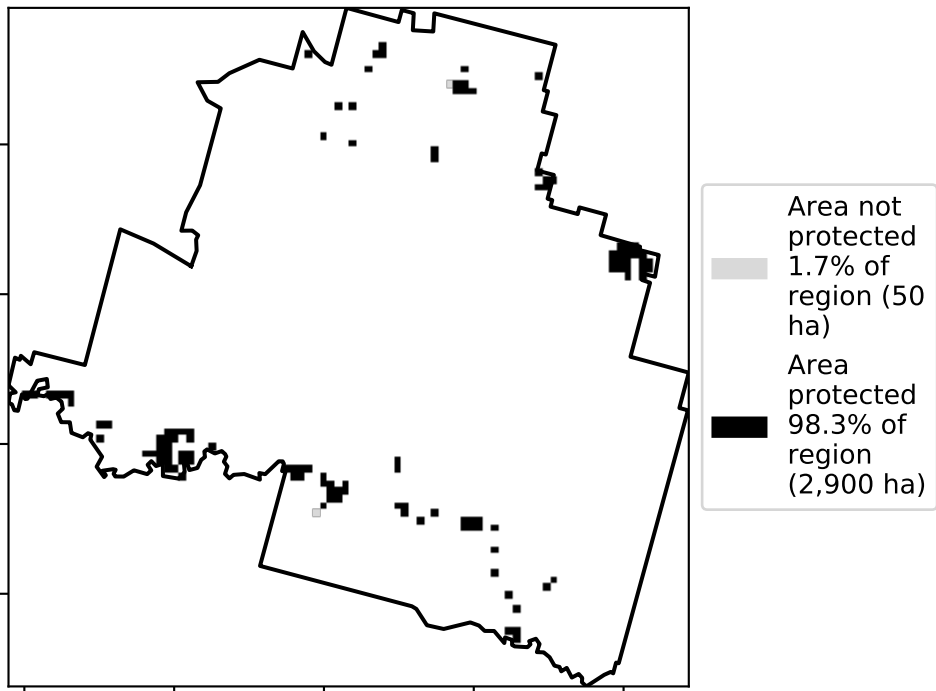 Area not
protected
1.7% of
region (50
ha)
Area
protected
98.3% of
region
(2,900 ha)